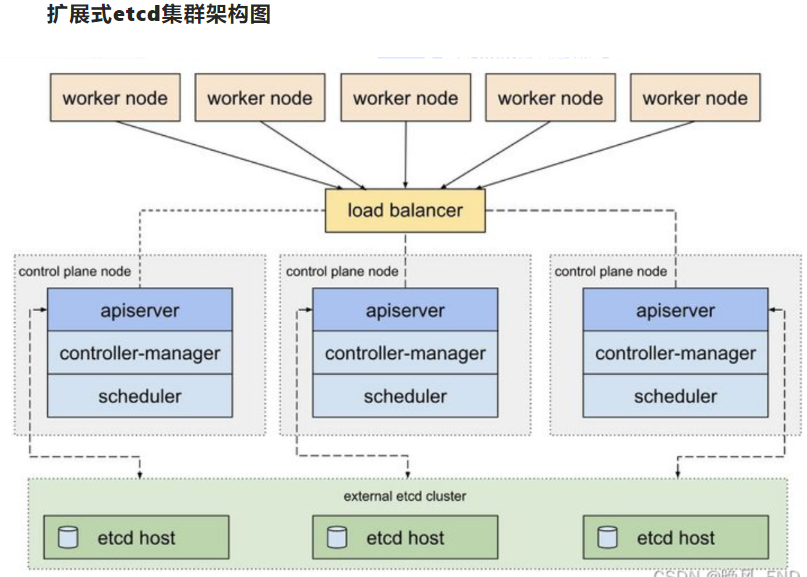 扩展式etcd集群架构图
worker node worker node worker node worker node worker node
load balancer
control plane node control plane node control plane node
apiserver apiserver apiserver
controller-manager controller-manager controller-manager
scheduler scheduler scheduler
external etcd cluster
etcd host etcd host etcd host